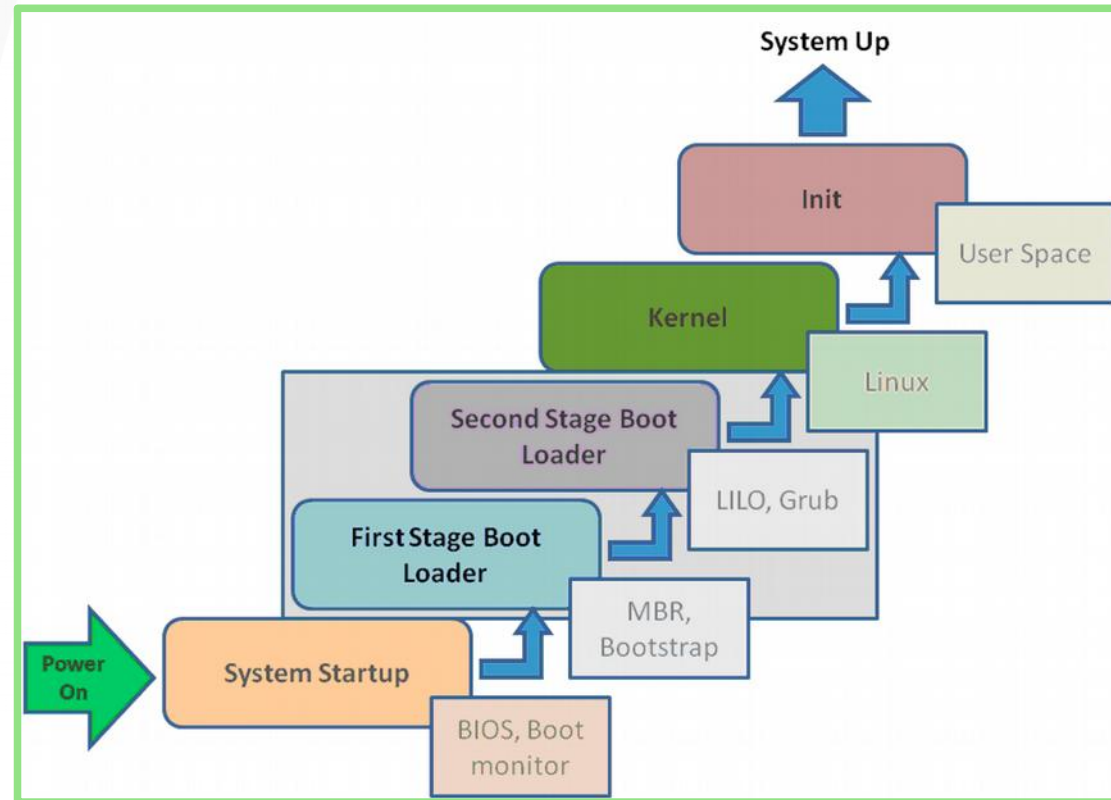 System Up
Init
User Space
Kernel
Linux
Second Stage Boot
Loader
LILO, Grub
First Stage Boot
Loader
MBR,
Bootstrap
Power
On
System Startup
BIOS, Boot
monitor